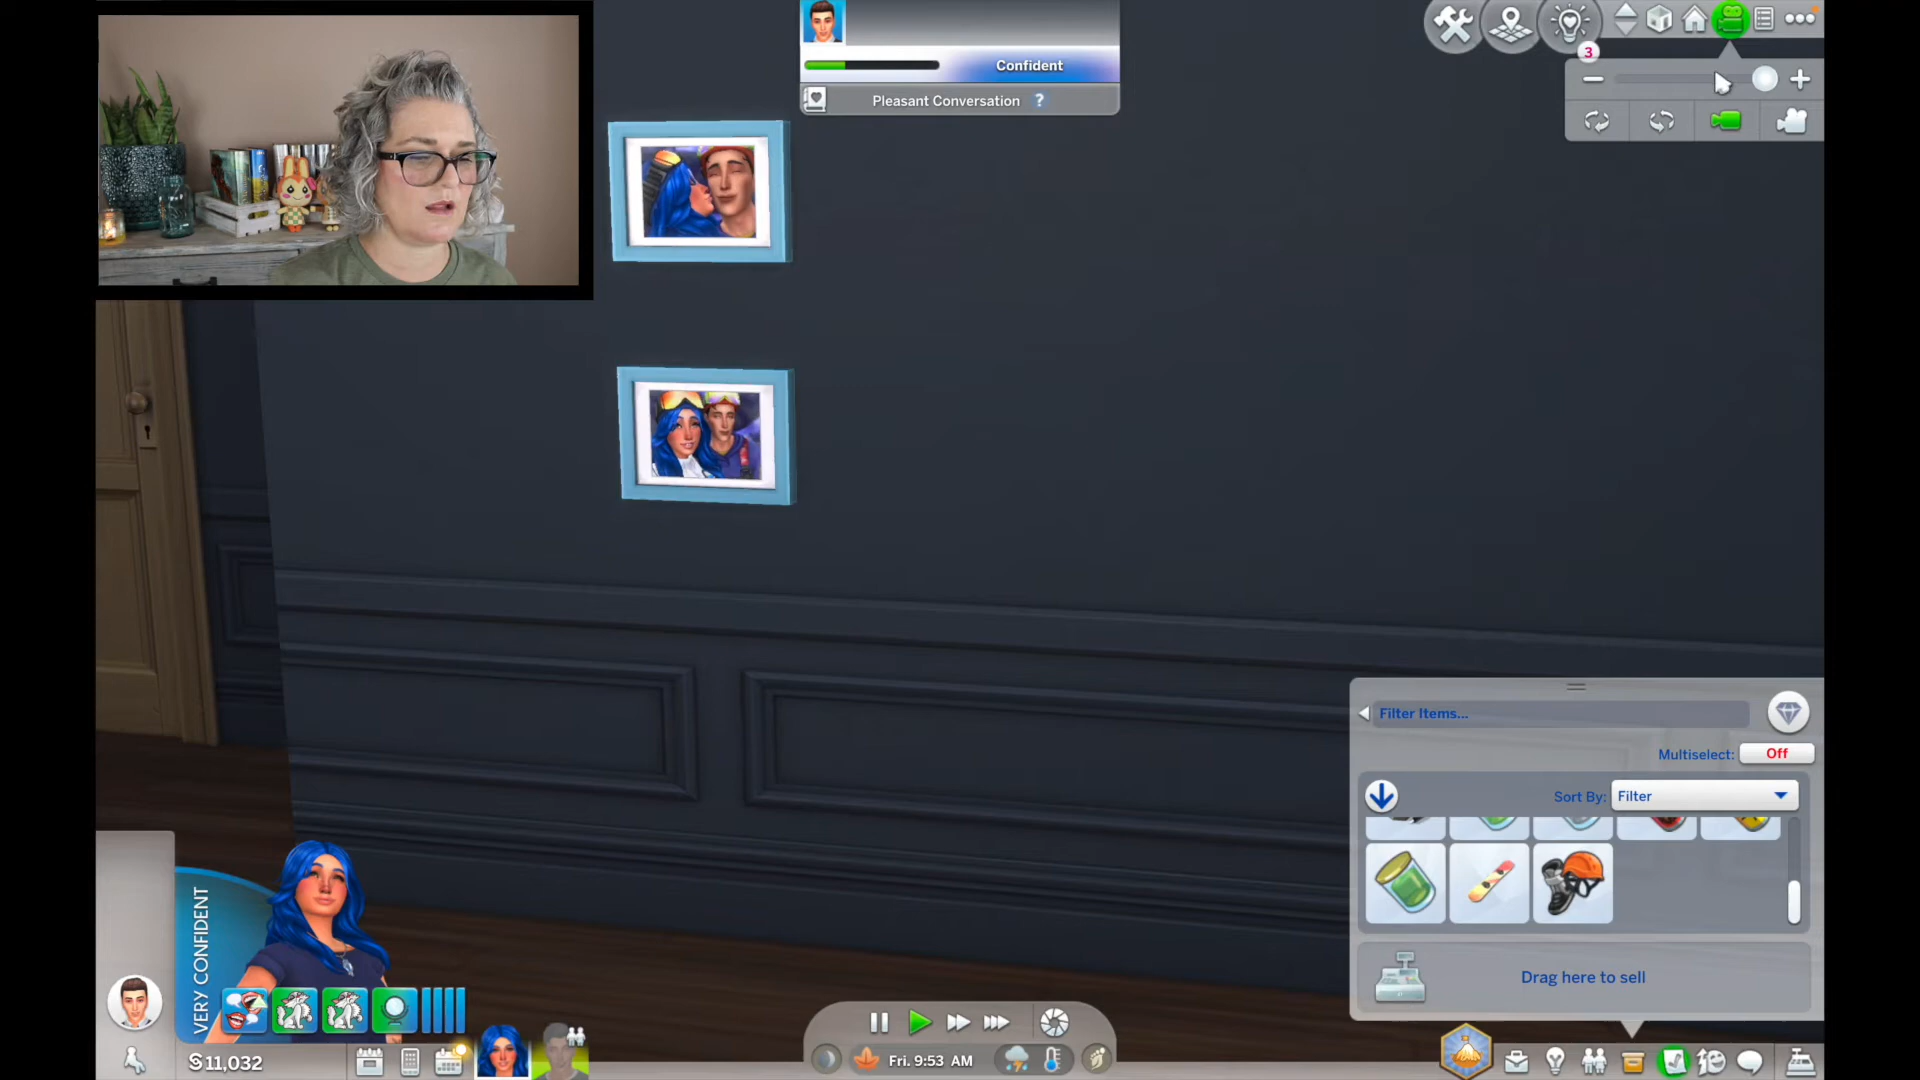 Confident
Pleasant Conversation ?
3
Filter Items...
Multiselect: Off
Sort By: Filter
Drag here to sell
VERY CONFIDENT
§11,032
Fri. 9:53 AM